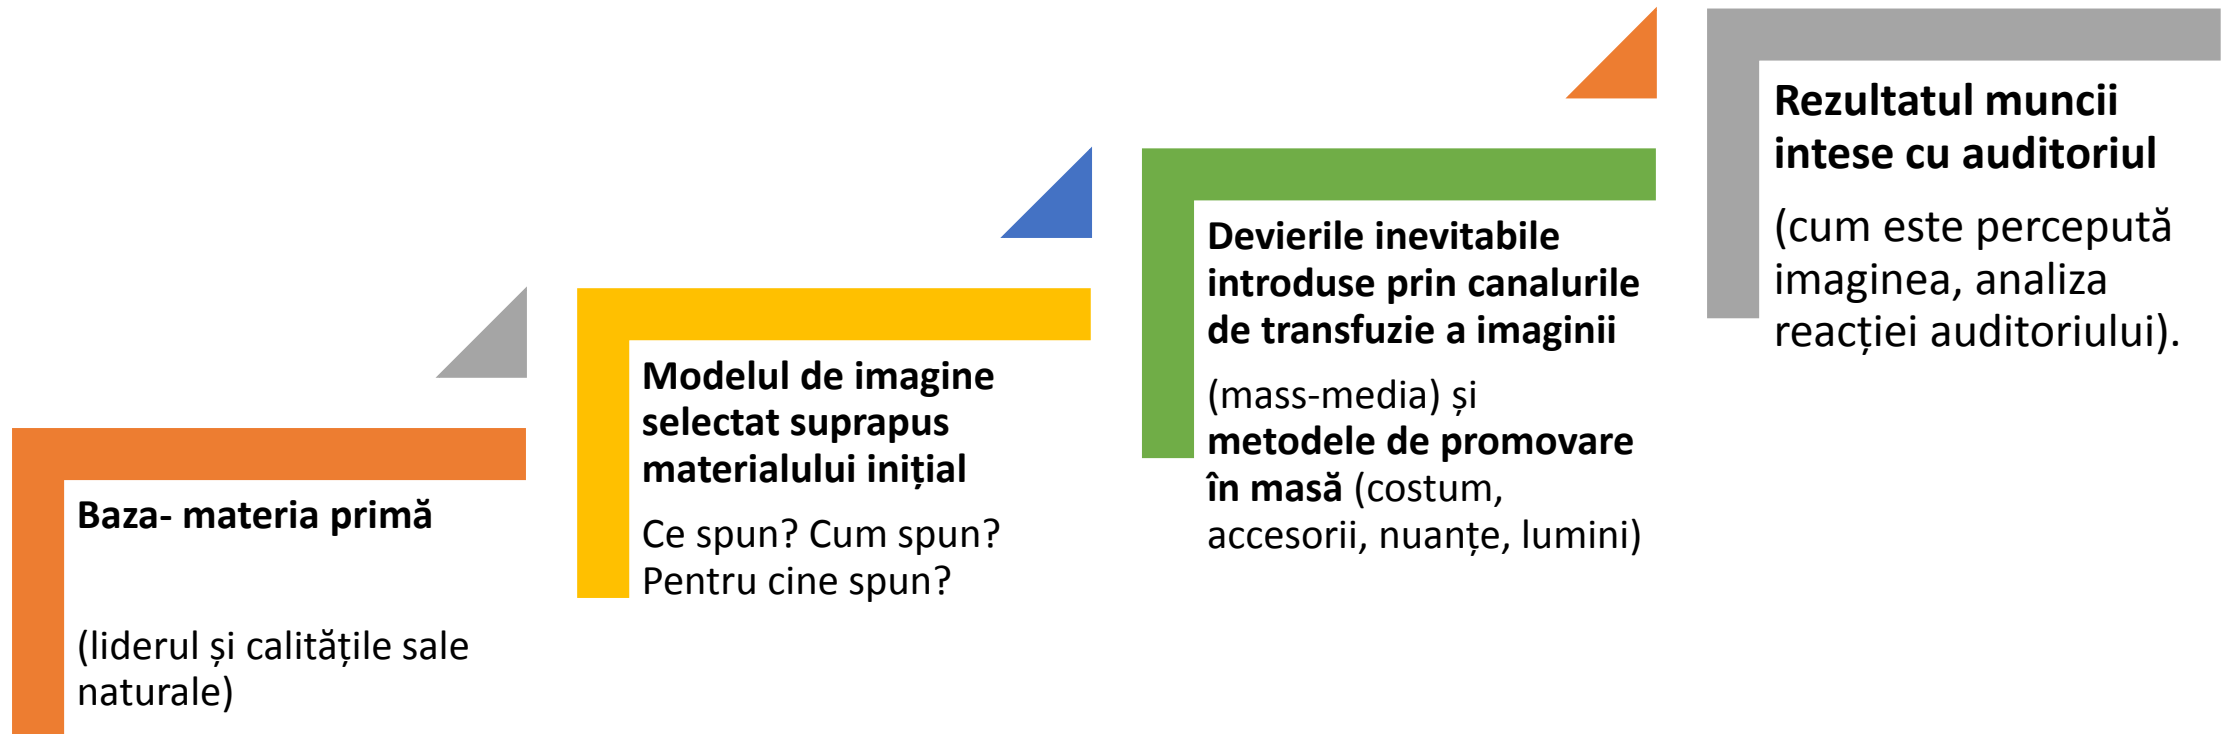 Baza- materia primă
(liderul și calitățile sale
naturale)
Modelul de imagine
selectat suprapus
materialului inițial
Ce spun? Cum spun?
Pentru cine spun?
Devierile inevitabile
introduse prin canalurile
de transfuzie a imaginii
(mass-media) și
metodele de promovare
în masă (costum,
accesorii, nuanțe, lumini)
Rezultatul muncii
intese cu auditoriul
(cum este percepută
imaginea, analiza
reacției auditoriului).